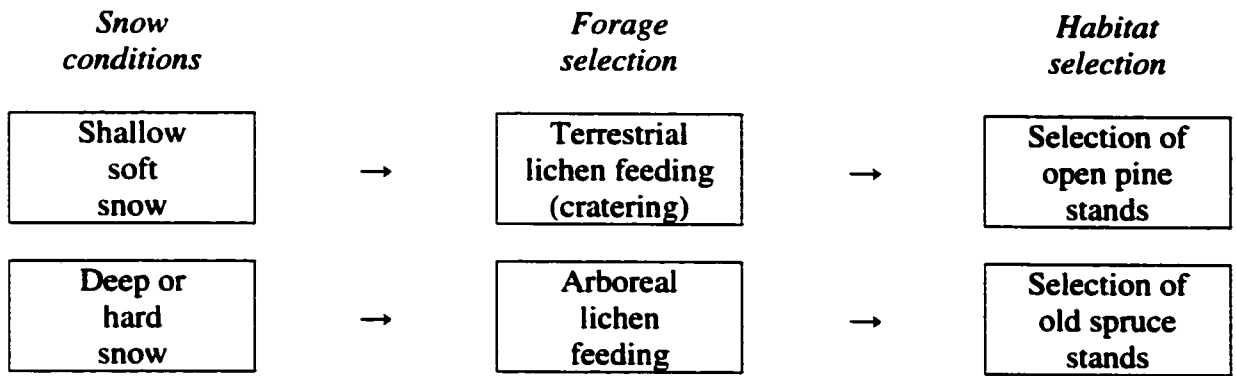 Snow
conditions
Forage
selection
Habitat
selection
Shallow
soft
snow
→
Terrestrial
lichen feeding
(cratering)
→
Selection of
open pine
stands
Deep or
hard
snow
→
Arboreal
lichen
feeding
→
Selection of
old spruce
stands